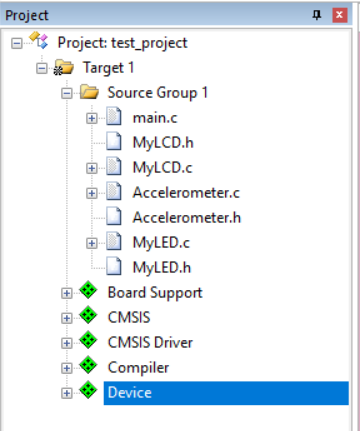 Project
Project: test_project
Target 1
Source Group 1
main.c
MyLCD.h
MyLCD.c
Accelerometer.c
Accelerometer.h
MyLED.c
MyLED.h
Board Support
CMSIS
CMSIS Driver
Compiler
Device